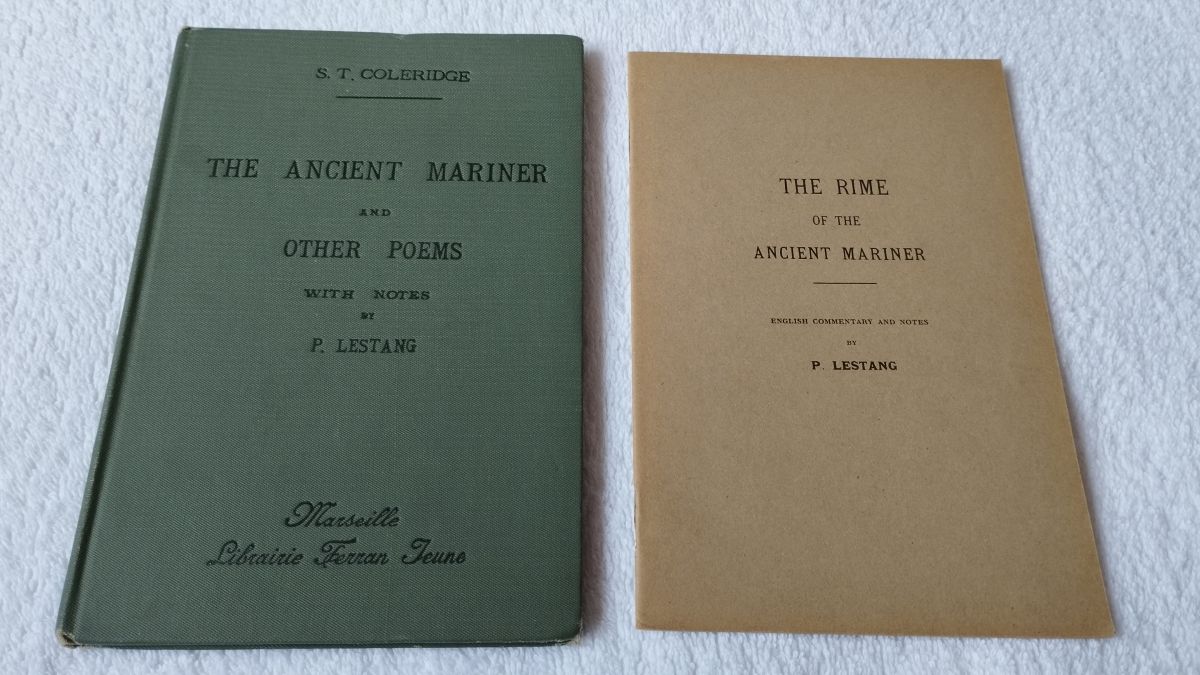 S. T. COLERIDGE
THE ANCIENT MARINER
AND
OTHER POEMS
WITH NOTES
BY
P. LESTANG
Marseille
Librairie Ferran Jeune
THE RIME
OF THE
ANCIENT MARINER
ENGLISH COMMENTARY AND NOTES
BY
P. LESTANG